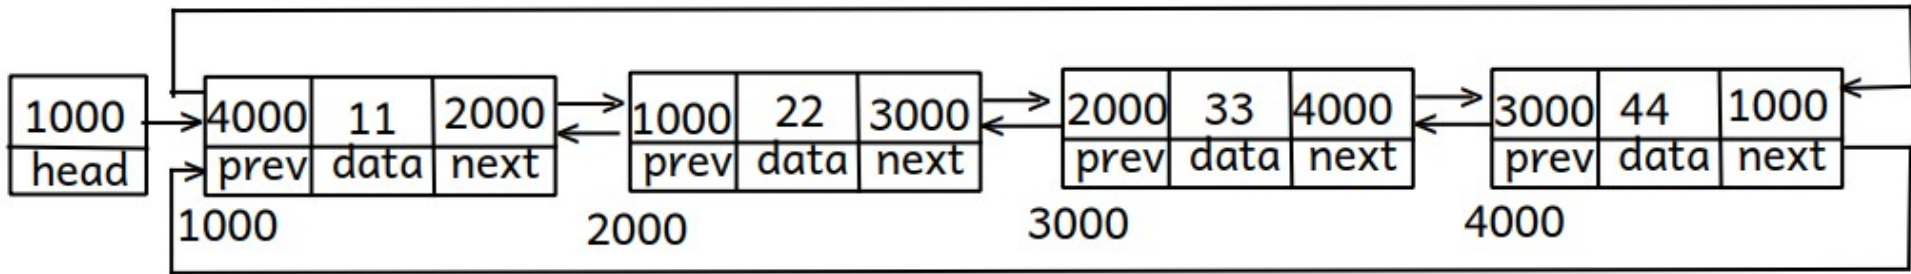 1000 4000 11 2000 1000 22 3000 2000 33 4000 3000 44 1000
head prev data next prev data next prev data next prev data next
1000 2000 3000 4000